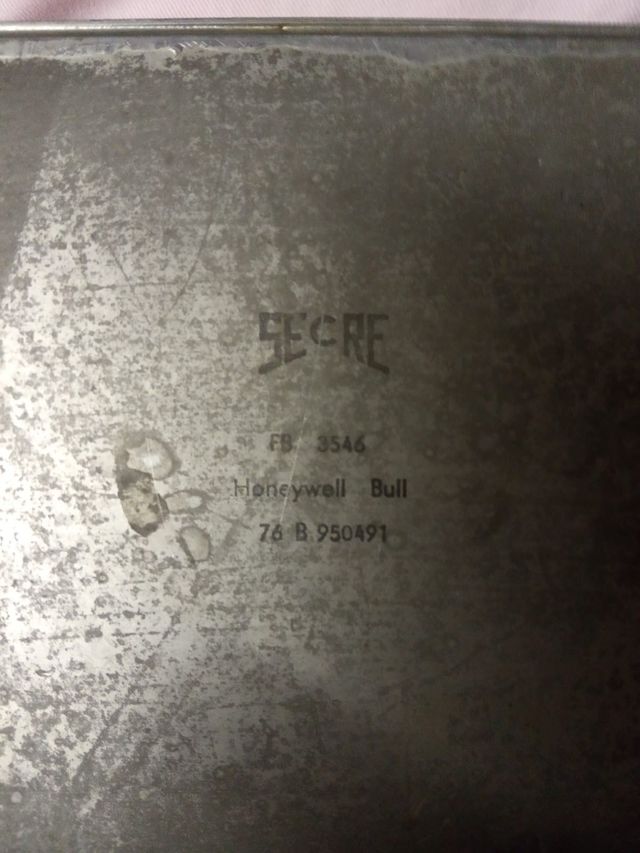 SECRE
FB 3546
Honeywell Bull
76 B 950491